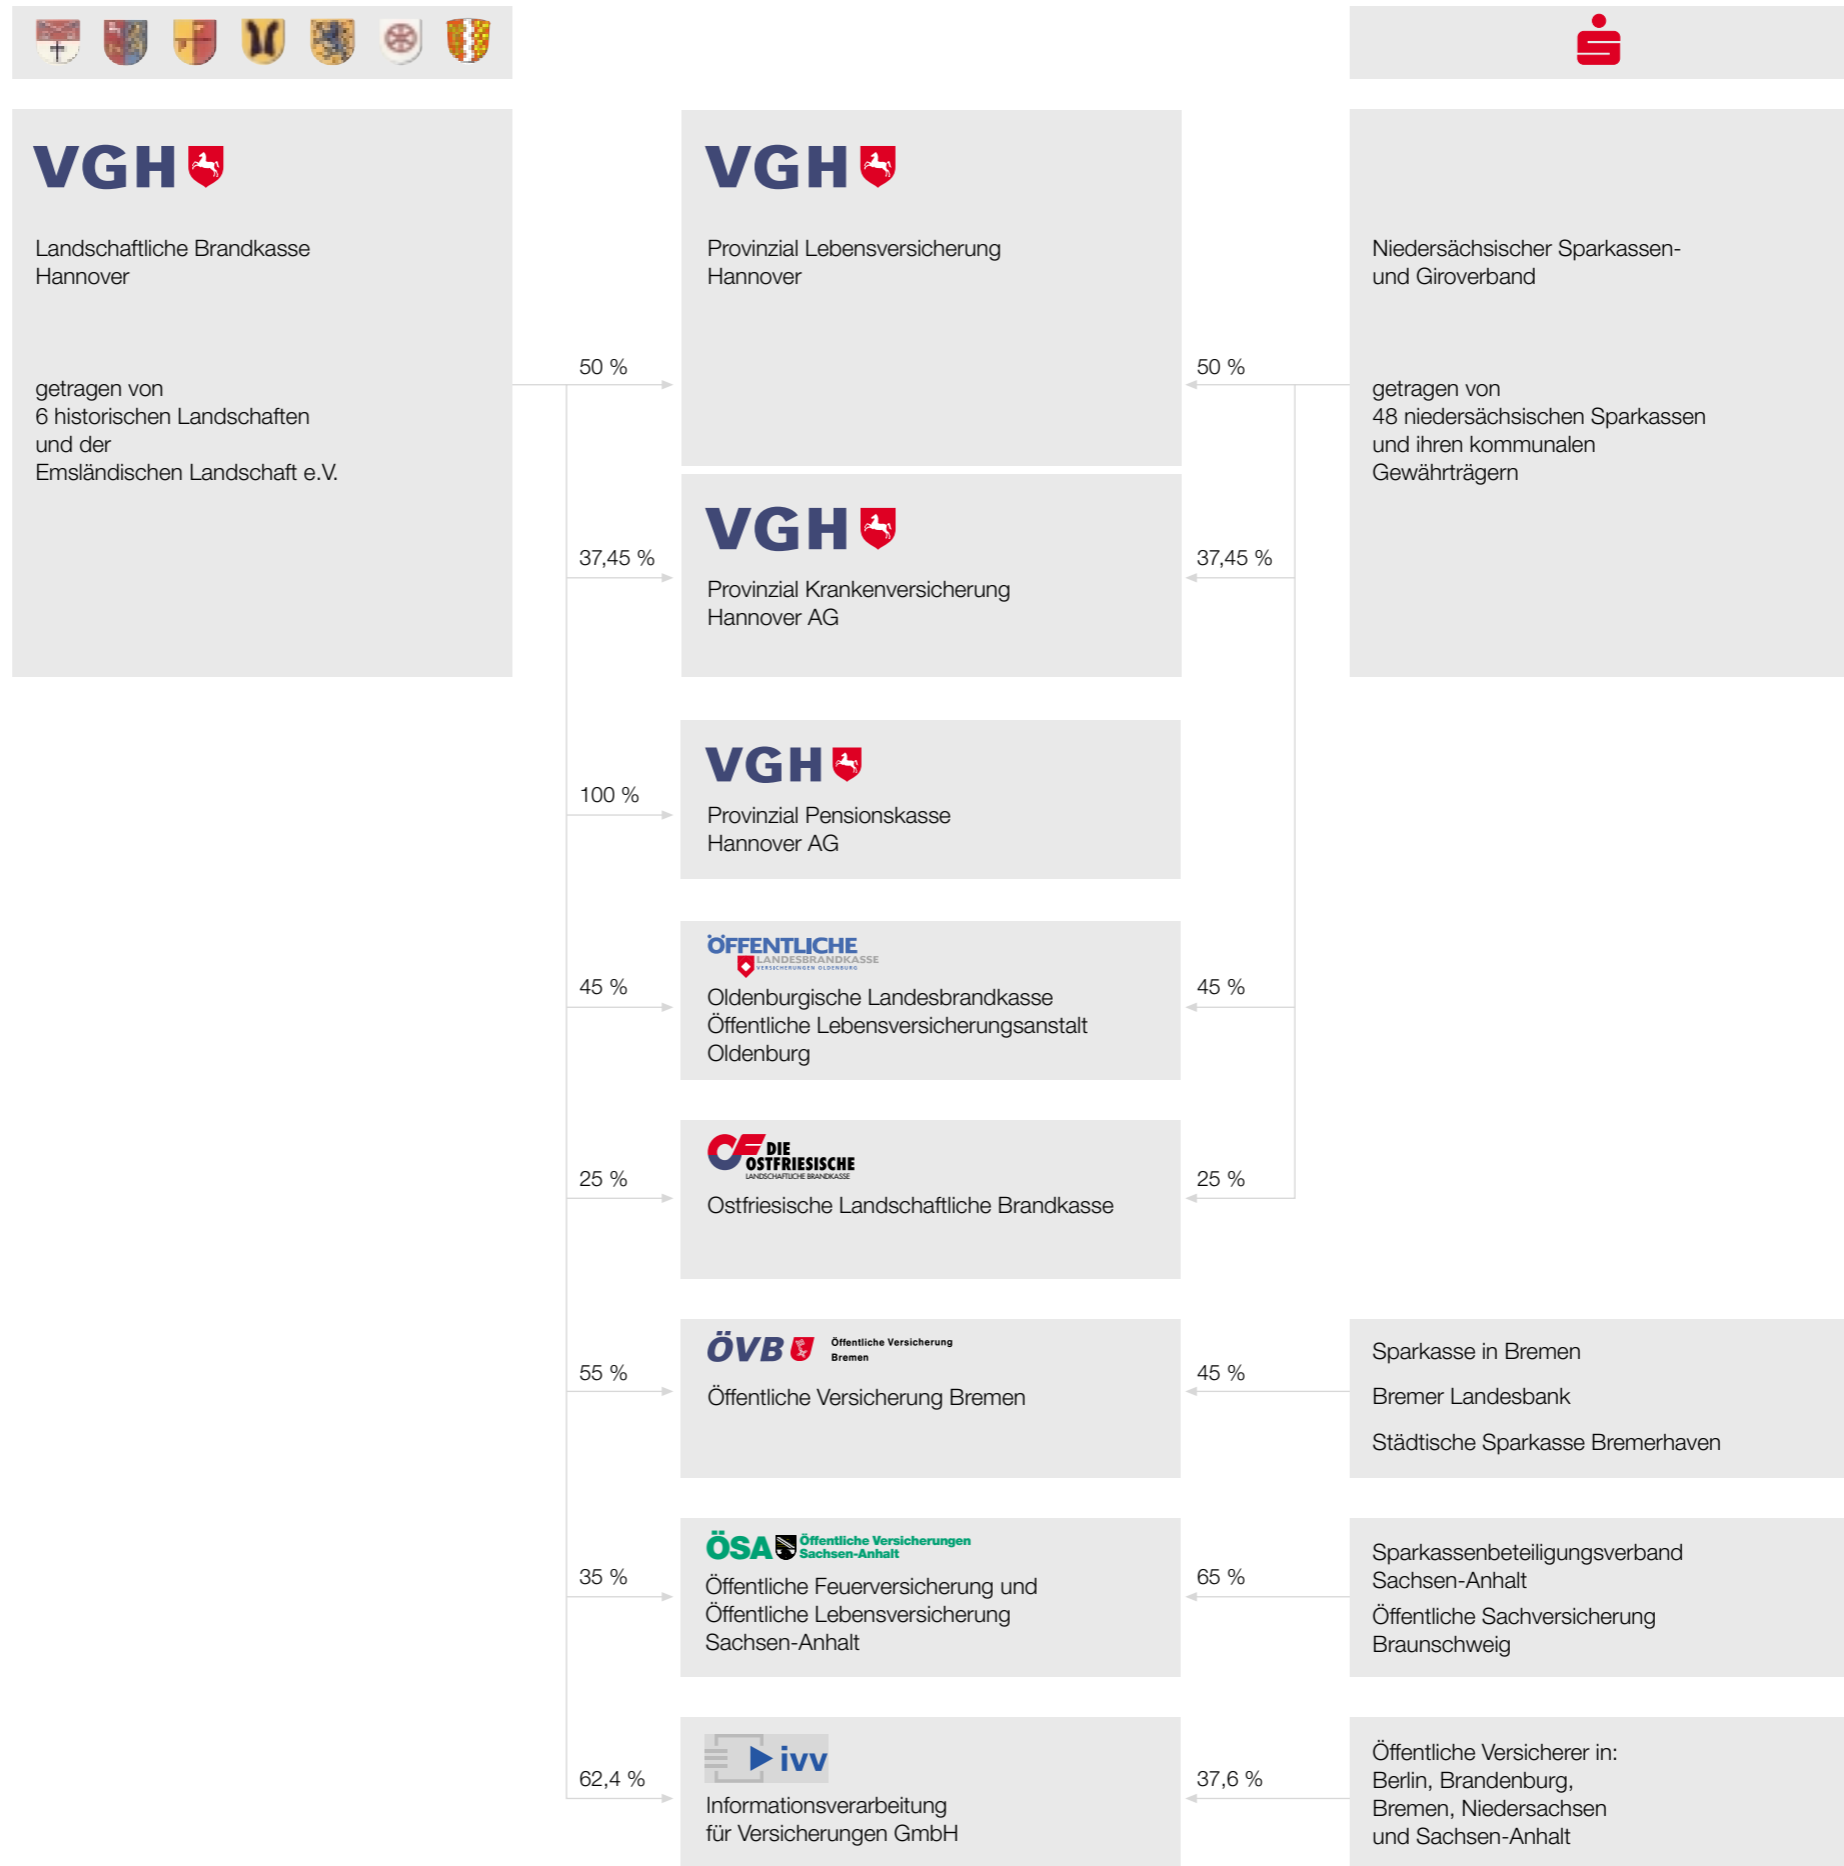 VGH
Landschaftliche Brandkasse
Hannover
getragen von
6 historischen Landschaften
und der
Emsländischen Landschaft e.V.
50 %
37,45 %
100 %
45 %
25 %
55 %
35 %
62,4 %
VGH
Provinzial Lebensversicherung
Hannover
VGH
Provinzial Krankenversicherung
Hannover AG
VGH
Provinzial Pensionskasse
Hannover AG
ÖFFENTLICHE
LANDESBRANDKASSE
VERSICHERUNGEN OLDENBURG
Oldenburgische Landesbrandkasse
Öffentliche Lebensversicherungsanstalt
Oldenburg
DIE
OSTFRIESISCHE
LANDSCHAFTLICHE BRANDKASSE
Ostfriesische Landschaftliche Brandkasse
ÖVB
Öffentliche Versicherung
Bremen
Öffentliche Versicherung Bremen
ÖSA
Öffentliche Versicherungen
Sachsen-Anhalt
Öffentliche Feuerversicherung und
Öffentliche Lebensversicherung
Sachsen-Anhalt
ivv
Informationsverarbeitung
für Versicherungen GmbH
50 %
37,45 %
45 %
25 %
45 %
65 %
37,6 %
Niedersächsischer Sparkassen-
und Giroverband
getragen von
48 niedersächsischen Sparkassen
und ihren kommunalen
Gewährträgern
Sparkasse in Bremen
Bremer Landesbank
Städtische Sparkasse Bremerhaven
Sparkassenbeteiligungsverband
Sachsen-Anhalt
Öffentliche Sachversicherung
Braunschweig
Öffentliche Versicherer in:
Berlin, Brandenburg,
Bremen, Niedersachsen
und Sachsen-Anhalt